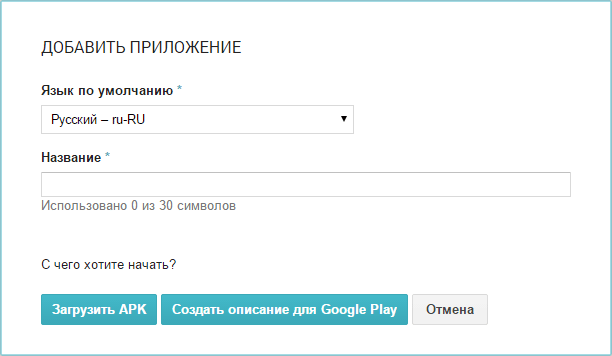 ДОБАВИТЬ ПРИЛОЖЕНИЕ
Язык по умолчанию *
Русский – ru-RU
Название *
Использовано 0 из 30 символов
С чего хотите начать?
Загрузить APK Создать описание для Google Play Отмена